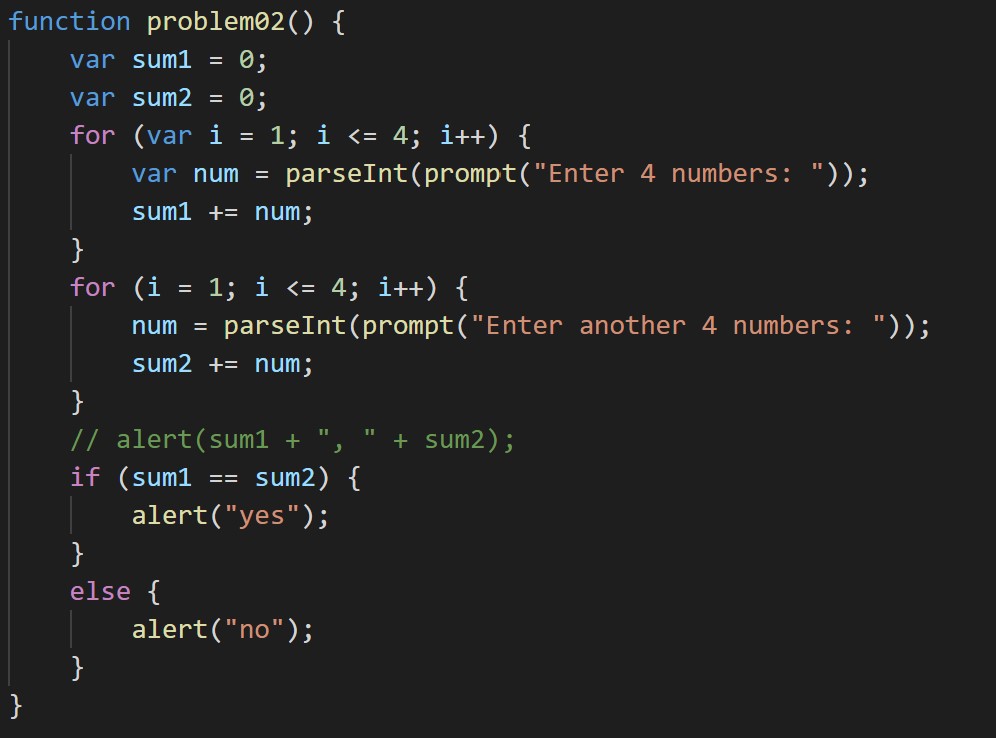 function problem02() {
    var sum1 = 0;
    var sum2 = 0;
    for (var i = 1; i <= 4; i++) {
        var num = parseInt(prompt("Enter 4 numbers: "));
        sum1 += num;
    }
    for (i = 1; i <= 4; i++) {
        num = parseInt(prompt("Enter another 4 numbers: "));
        sum2 += num;
    }
    // alert(sum1 + ", " + sum2);
    if (sum1 == sum2) {
        alert("yes");
    }
    else {
        alert("no");
    }
}